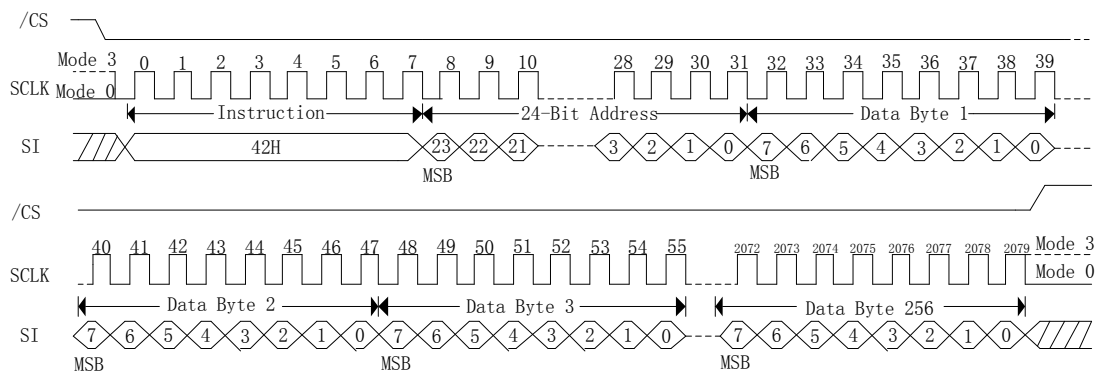 /CS
Mode 3 0 1 2 3 4 5 6 7 8 9 10 28 29 30 31 32 33 34 35 36 37 38 39
SCLK Mode 0
Instruction 24-Bit Address Data Byte 1
SI 42H 23 22 21 3 2 1 0 7 6 5 4 3 2 1 0
MSB MSB
/CS
40 41 42 43 44 45 46 47 48 49 50 51 52 53 54 55 2072 2073 2074 2075 2076 2077 2078 2079 Mode 3
SCLK Mode 0
Data Byte 2 Data Byte 3 Data Byte 256
SI 7 6 5 4 3 2 1 0 7 6 5 4 3 2 1 0 7 6 5 4 3 2 1 0
MSB MSB MSB